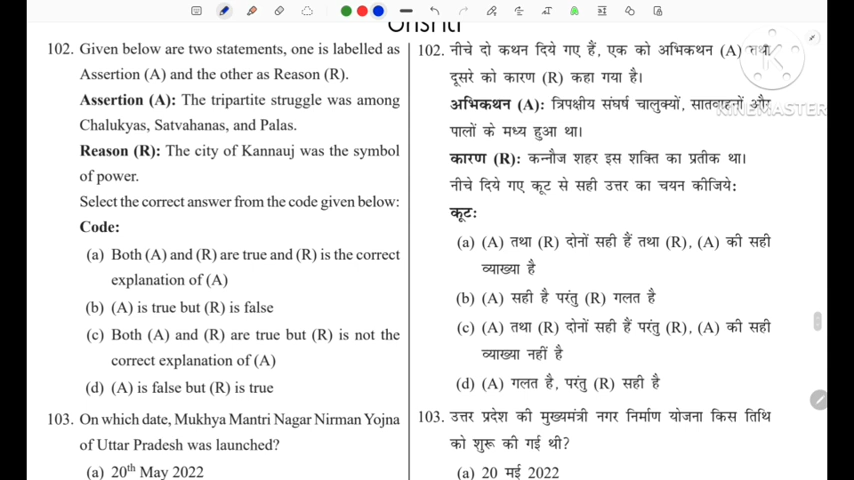 Drishti
102. Given below are two statements, one is labelled as
Assertion (A) and the other as Reason (R).
Assertion (A): The tripartite struggle was among
Chalukyas, Satvahanas, and Palas.
Reason (R): The city of Kannauj was the symbol
of power.
Select the correct answer from the code given below:
Code:
(a) Both (A) and (R) are true and (R) is the correct
explanation of (A)
(b) (A) is true but (R) is false
(c) Both (A) and (R) are true but (R) is not the
correct explanation of (A)
(d) (A) is false but (R) is true
103. On which date, Mukhya Mantri Nagar Nirman Yojna
of Uttar Pradesh was launched?
(a) 20th May 2022
102. नीचे दो कथन दिये गए हैं, एक को अभिकथन (A) तथा
दूसरे को कारण (R) कहा गया है।
अभिकथन (A): त्रिपक्षीय संघर्ष चालुक्यों, सातवाहनों और
पालों के मध्य हुआ था।
कारण (R): कन्नौज शहर इस शक्ति का प्रतीक था।
नीचे दिये गए कूट से सही उत्तर का चयन कीजिये:
कूट:
(a) (A) तथा (R) दोनों सही हैं तथा (R), (A) की सही
व्याख्या है
(b) (A) सही है परंतु (R) गलत है
(c) (A) तथा (R) दोनों सही हैं परंतु (R), (A) की सही
व्याख्या नहीं है
(d) (A) गलत है, परंतु (R) सही है
103. उत्तर प्रदेश की मुख्यमंत्री नगर निर्माण योजना किस तिथि
को शुरू की गई थी?
(a) 20 मई 2022
KINEMASTER